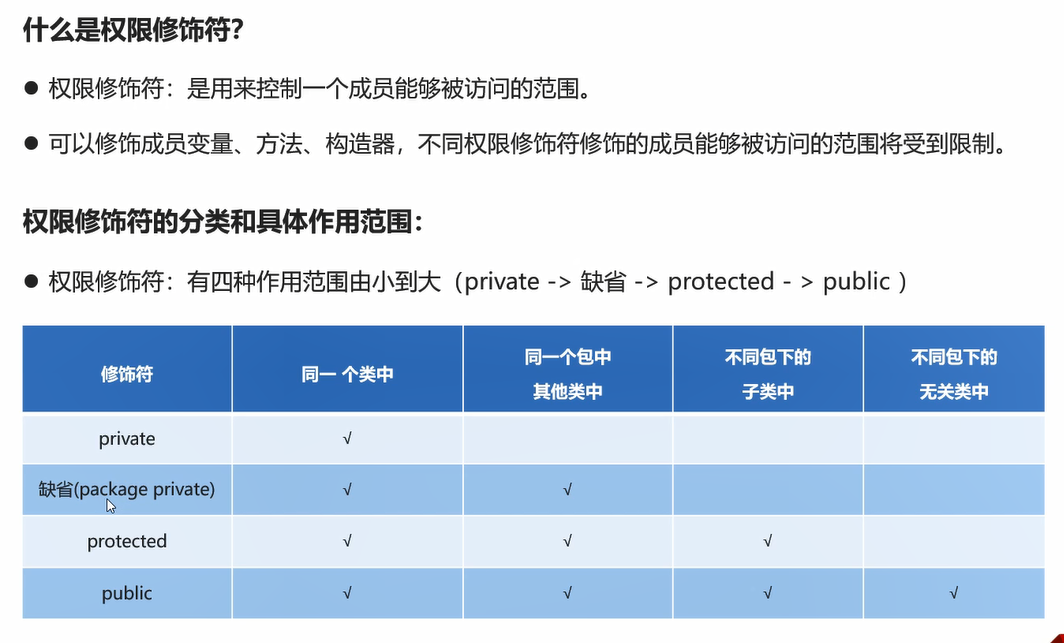 什么是权限修饰符？
● 权限修饰符：是用来控制一个成员能够被访问的范围。
● 可以修饰成员变量、方法、构造器，不同权限修饰符修饰的成员能够被访问的范围将受到限制。
权限修饰符的分类和具体作用范围：
● 权限修饰符：有四种作用范围由小到大（private -> 缺省 -> protected - > public ）
修饰符 同一 个类中 同一个包中 不同包下的 不同包下的
其他类中 子类中 无关类中
private √
缺省(package private) √ √
protected √ √ √
public √ √ √ √